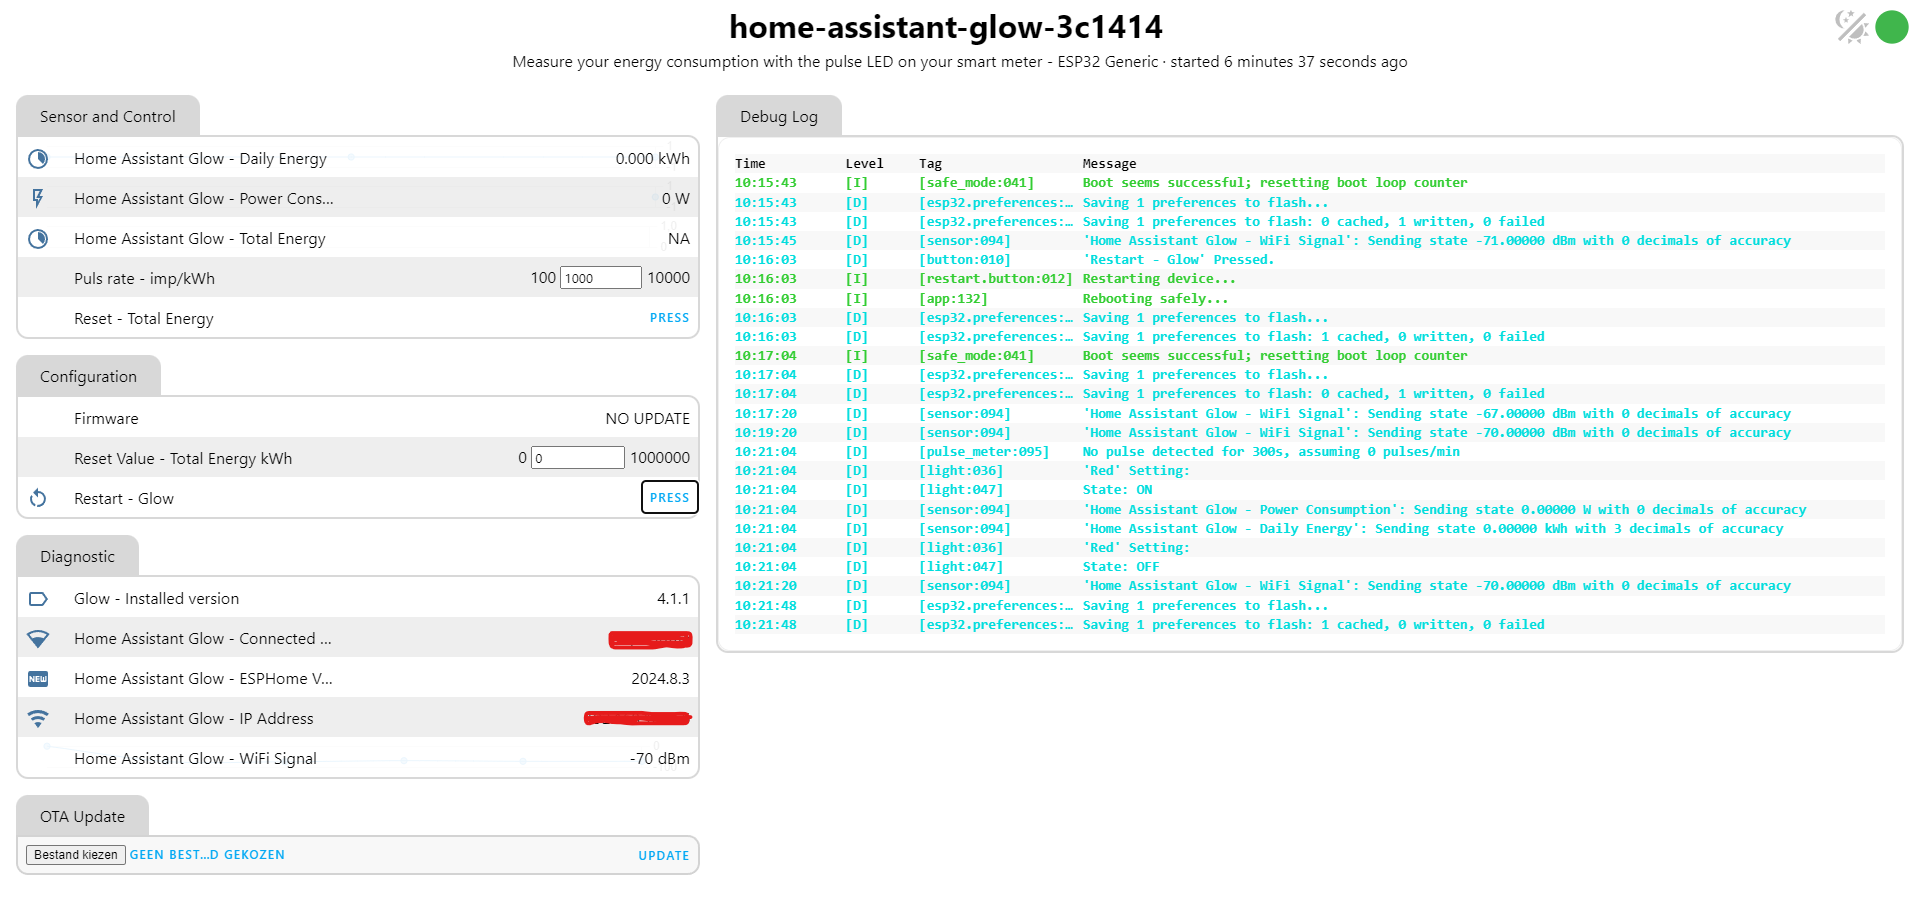 home-assistant-glow-3c1414
Measure your energy consumption with the pulse LED on your smart meter - ESP32 Generic · started 6 minutes 37 seconds ago
Sensor and Control
Home Assistant Glow - Daily Energy 0.000 kWh
Home Assistant Glow - Power Cons... 0 W
Home Assistant Glow - Total Energy NA
Puls rate - imp/kWh 100 1000 10000
Reset - Total Energy PRESS
Configuration
Firmware NO UPDATE
Reset Value - Total Energy kWh 0 0 1000000
Restart - Glow PRESS
Diagnostic
Glow - Installed version 4.1.1
Home Assistant Glow - Connected ...
NEW Home Assistant Glow - ESPHome V... 2024.8.3
Home Assistant Glow - IP Address
Home Assistant Glow - WiFi Signal -70 dBm
OTA Update
Bestand kiezen GEEN BEST...D GEKOZEN UPDATE
Debug Log
Time Level Tag Message
10:15:43 [I] [safe_mode:041] Boot seems successful; resetting boot loop counter
10:15:43 [D] [esp32.preferences:… Saving 1 preferences to flash...
10:15:43 [D] [esp32.preferences:… Saving 1 preferences to flash: 0 cached, 1 written, 0 failed
10:15:45 [D] [sensor:094] 'Home Assistant Glow - WiFi Signal': Sending state -71.00000 dBm with 0 decimals of accuracy
10:16:03 [D] [button:010] 'Restart - Glow' Pressed.
10:16:03 [I] [restart.button:012] Restarting device...
10:16:03 [I] [app:132] Rebooting safely...
10:16:03 [D] [esp32.preferences:… Saving 1 preferences to flash...
10:16:03 [D] [esp32.preferences:… Saving 1 preferences to flash: 1 cached, 0 written, 0 failed
10:17:04 [I] [safe_mode:041] Boot seems successful; resetting boot loop counter
10:17:04 [D] [esp32.preferences:… Saving 1 preferences to flash...
10:17:04 [D] [esp32.preferences:… Saving 1 preferences to flash: 0 cached, 1 written, 0 failed
10:17:20 [D] [sensor:094] 'Home Assistant Glow - WiFi Signal': Sending state -67.00000 dBm with 0 decimals of accuracy
10:19:20 [D] [sensor:094] 'Home Assistant Glow - WiFi Signal': Sending state -70.00000 dBm with 0 decimals of accuracy
10:21:04 [D] [pulse_meter:095] No pulse detected for 300s, assuming 0 pulses/min
10:21:04 [D] [light:036] 'Red' Setting:
10:21:04 [D] [light:047] State: ON
10:21:04 [D] [sensor:094] 'Home Assistant Glow - Power Consumption': Sending state 0.00000 W with 0 decimals of accuracy
10:21:04 [D] [sensor:094] 'Home Assistant Glow - Daily Energy': Sending state 0.00000 kWh with 3 decimals of accuracy
10:21:04 [D] [light:036] 'Red' Setting:
10:21:04 [D] [light:047] State: OFF
10:21:20 [D] [sensor:094] 'Home Assistant Glow - WiFi Signal': Sending state -70.00000 dBm with 0 decimals of accuracy
10:21:48 [D] [esp32.preferences:… Saving 1 preferences to flash...
10:21:48 [D] [esp32.preferences:… Saving 1 preferences to flash: 1 cached, 0 written, 0 failed